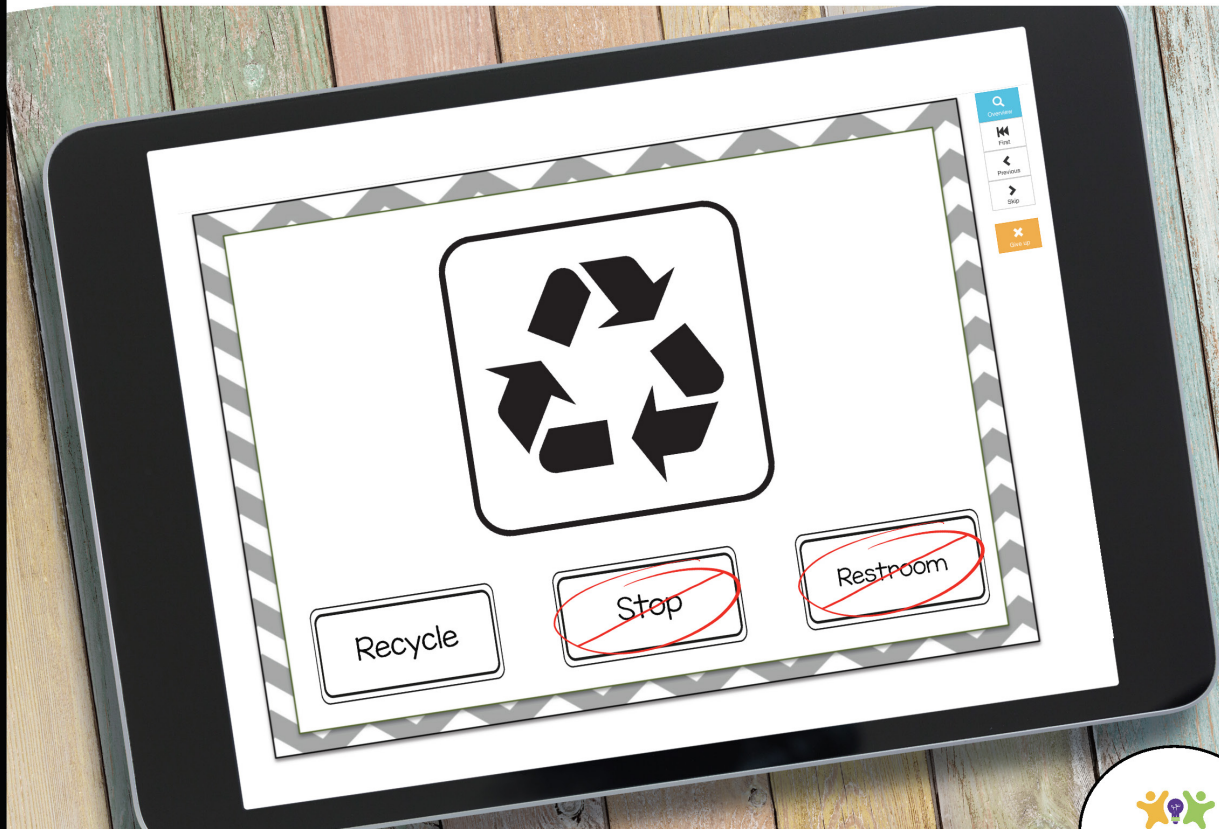 Overview
First
Previous
Skip
Give up
Recycle
Stop
Restroom